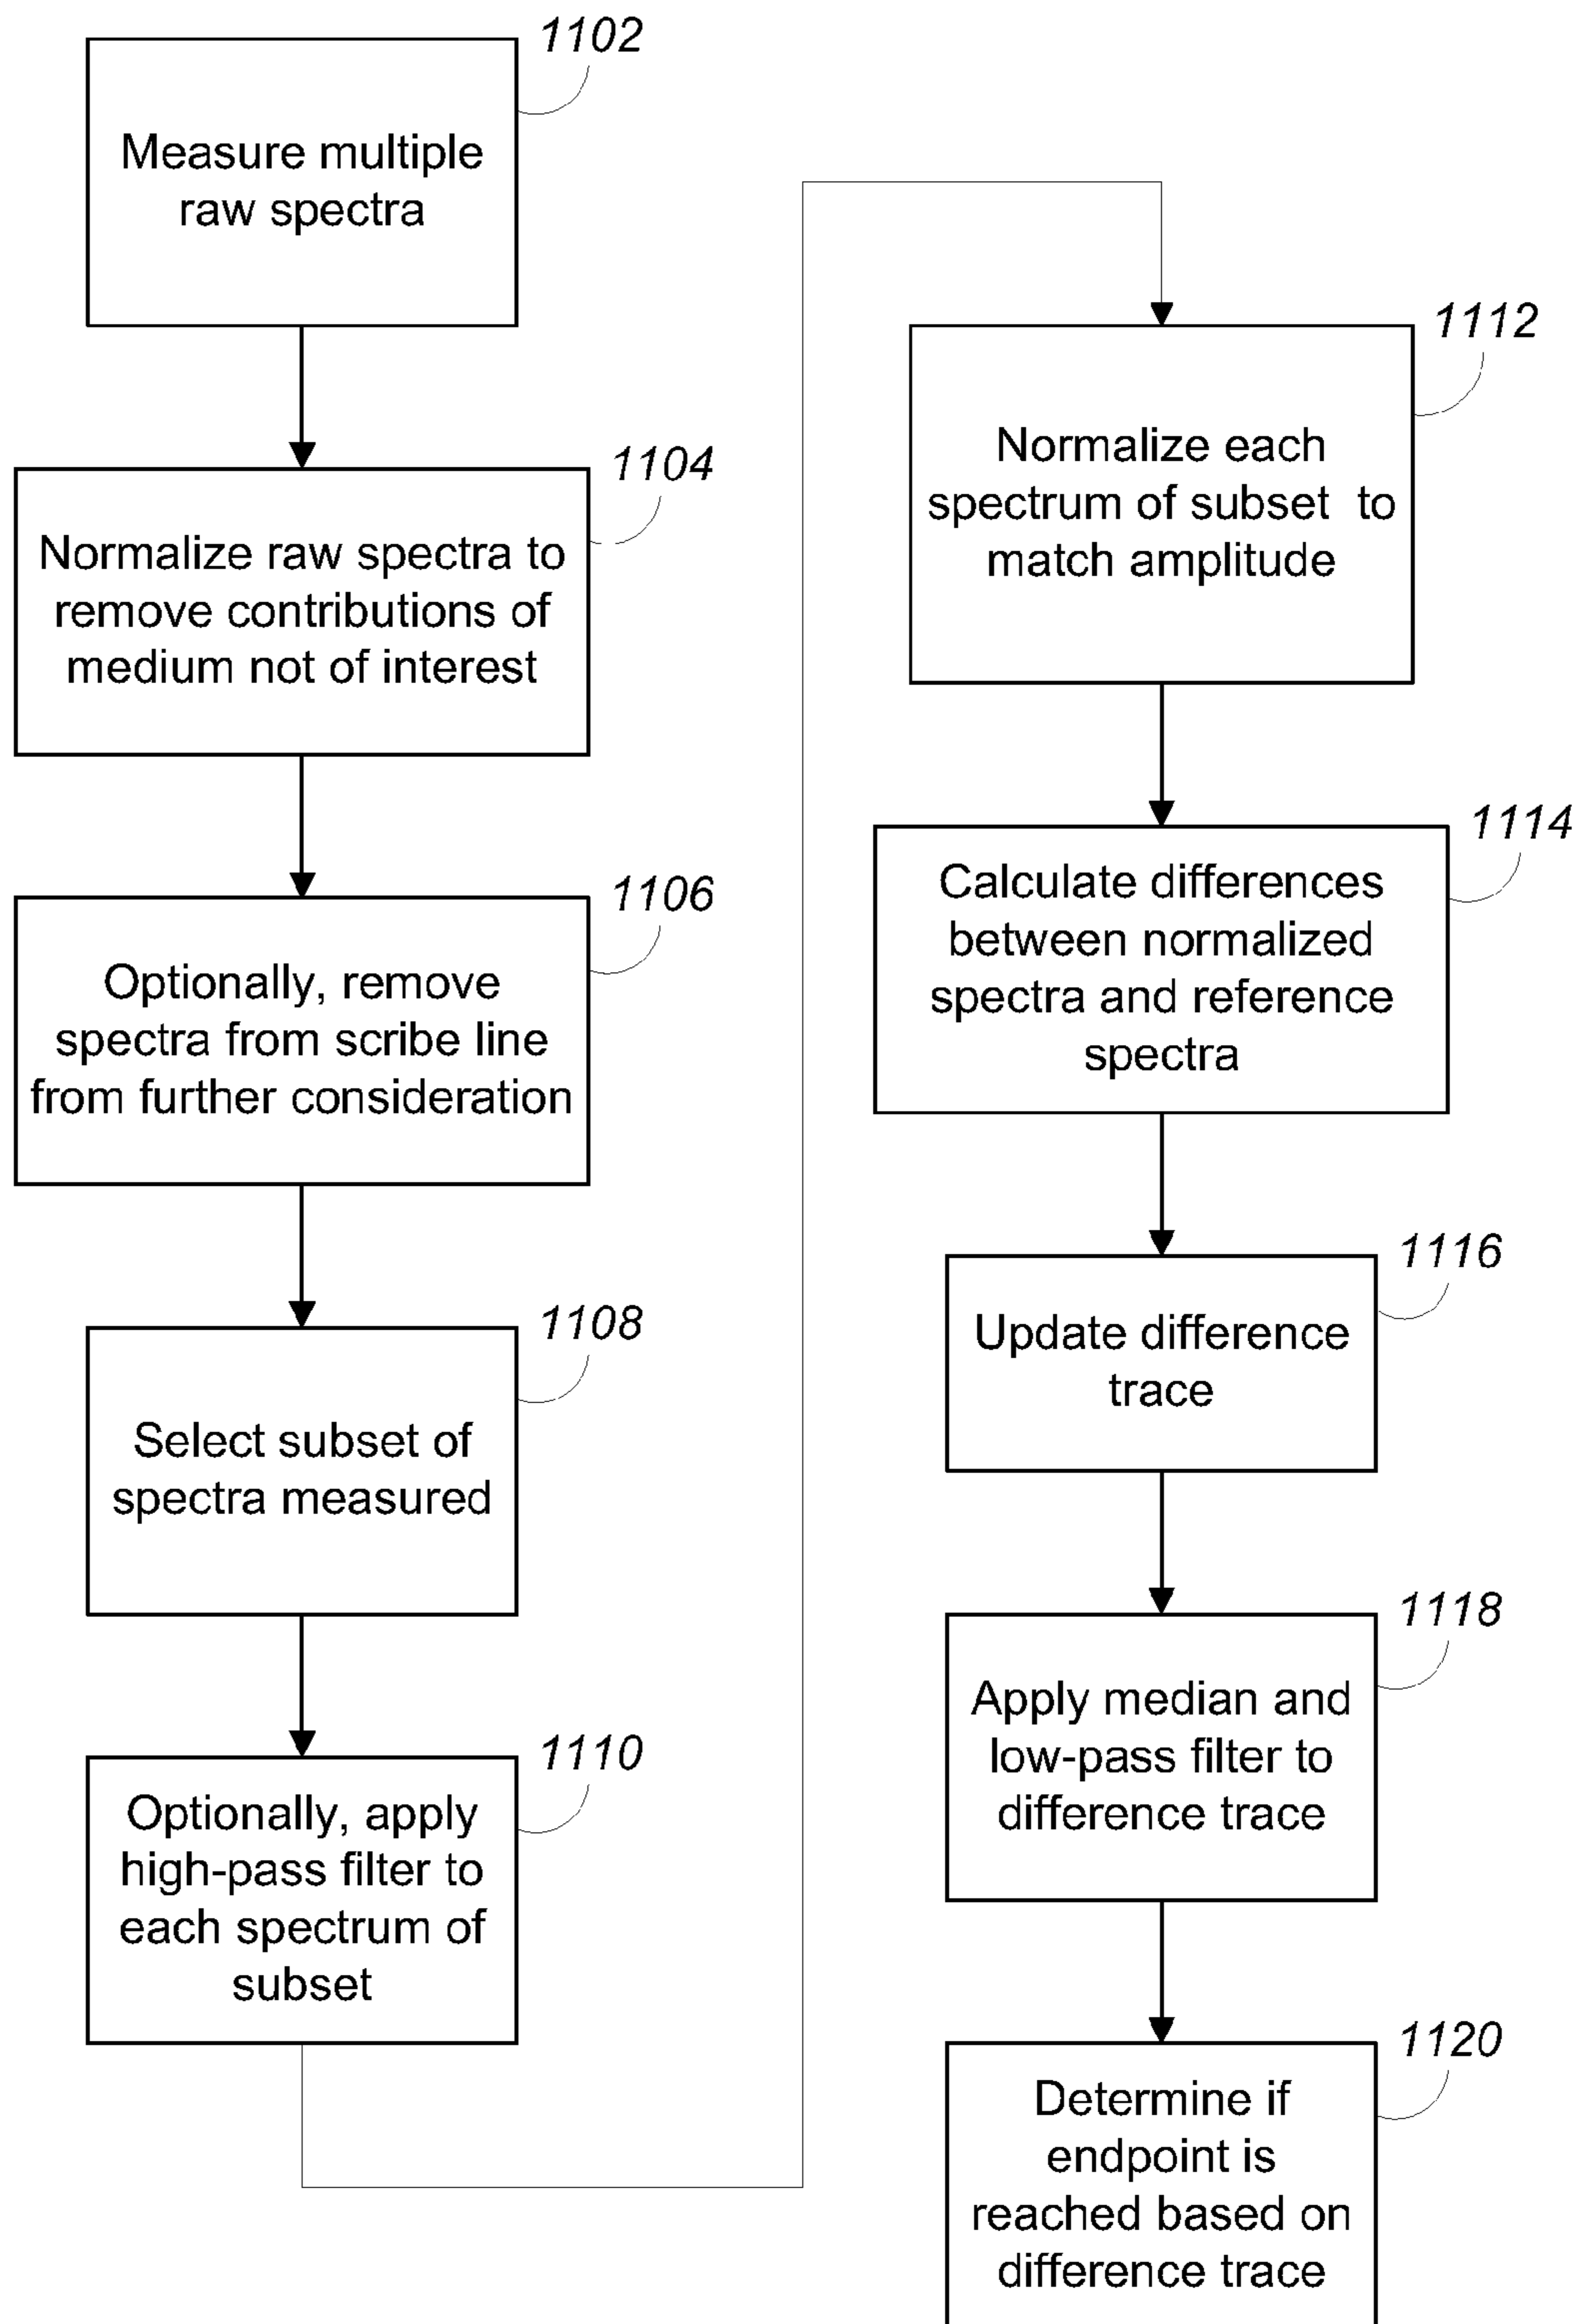 1102
Measure multiple
raw spectra
1104
Normalize raw spectra to
remove contributions of
medium not of interest
1106
Optionally, remove
spectra from scribe line
from further consideration
1108
Select subset of
spectra measured
1110
Optionally, apply
high-pass filter to
each spectrum of
subset
1112
Normalize each
spectrum of subset to
match amplitude
1114
Calculate differences
between normalized
spectra and reference
spectra
1116
Update difference
trace
1118
Apply median and
low-pass filter to
difference trace
1120
Determine if
endpoint is
reached based on
difference trace